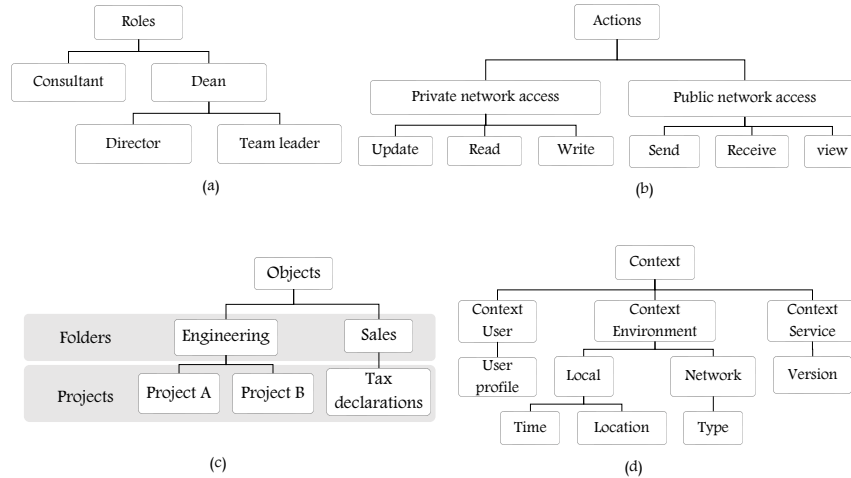 Roles
Consultant
Dean
Director
Team leader
(a)
Actions
Private network access
Public network access
Update
Read
Write
Send
Receive
view
(b)
Objects
Folders
Engineering
Sales
Projects
Project A
Project B
Tax
declarations
(c)
Context
Context
User
Context
Environment
Context
Service
User
profile
Local
Network
Version
Time
Location
Type
(d)